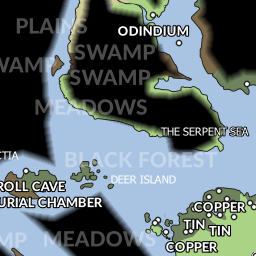 PLAINS
ODINDIUM
SWAMP
SWAMP
SWAMP
MEADOWS
THE SERPENT SEA
BLACK FOREST
DEER ISLAND
ROLL CAVE
URIAL CHAMBER
COPPER
TIN
TIN
MEADOWS
COPPER